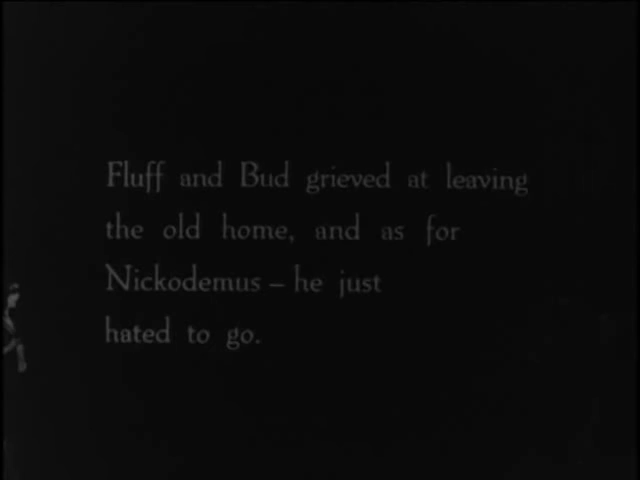 Fluff and Bud grieved at leaving
the old home, and as for
Nickodemus – he just
hated to go.